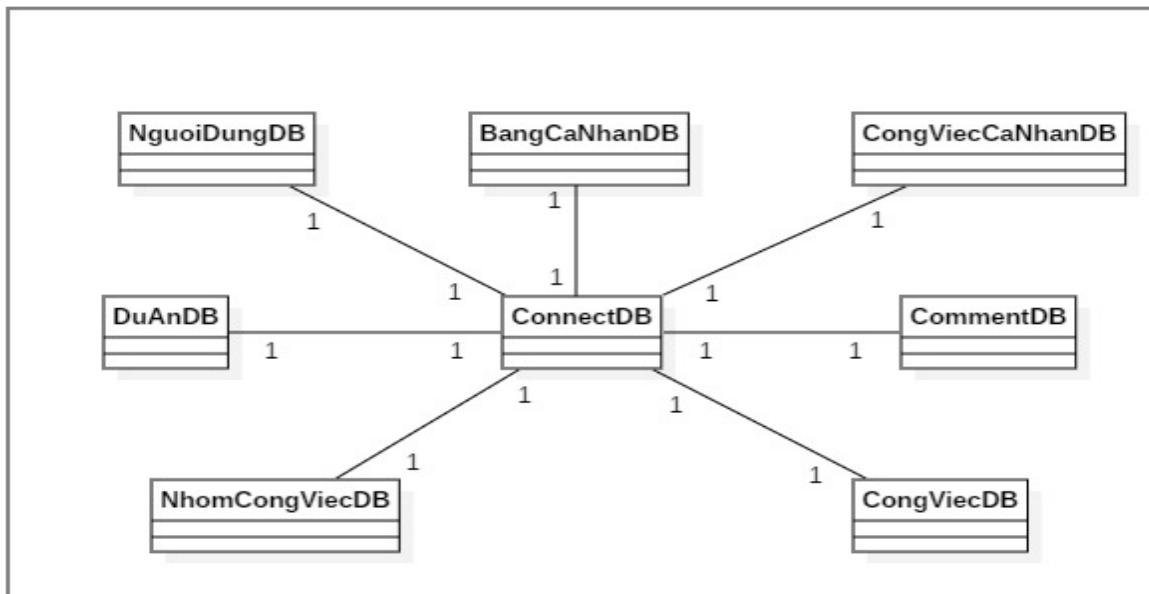 NguoiDungDB
BangCaNhanDB
CongViecCaNhanDB
1
1
1
1
1
1
DuAnDB
ConnectDB
CommentDB
1
1
1
1
1
1
1
1
NhomCongViecDB
CongViecDB